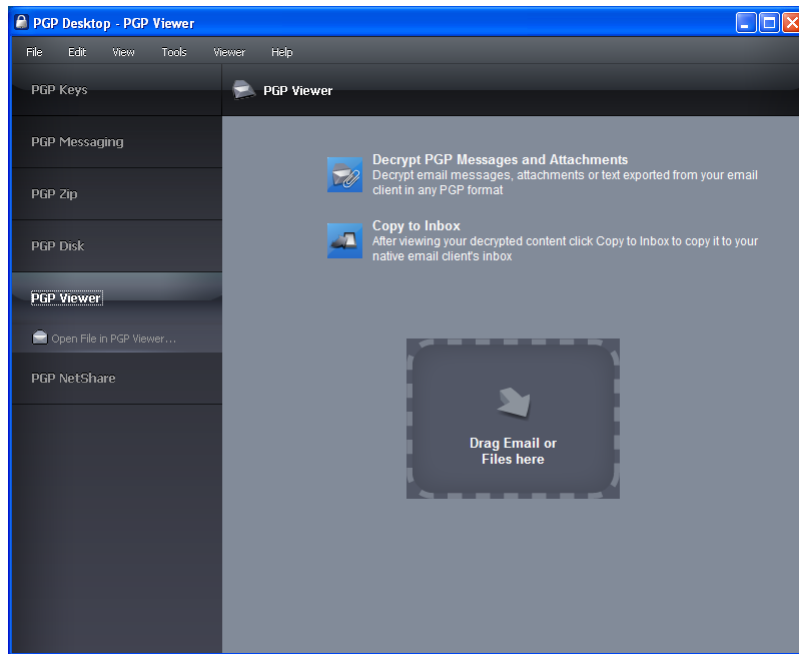 PGP Desktop - PGP Viewer
File Edit View Tools Viewer Help
PGP Keys
PGP Messaging
PGP Zip
PGP Disk
PGP Viewer
Open File in PGP Viewer...
PGP NetShare
PGP Viewer
Decrypt PGP Messages and Attachments
Decrypt email messages, attachments or text exported from your email
client in any PGP format
Copy to Inbox
After viewing your decrypted content click Copy to Inbox to copy it to your
native email client's inbox
Drag Email or
Files here